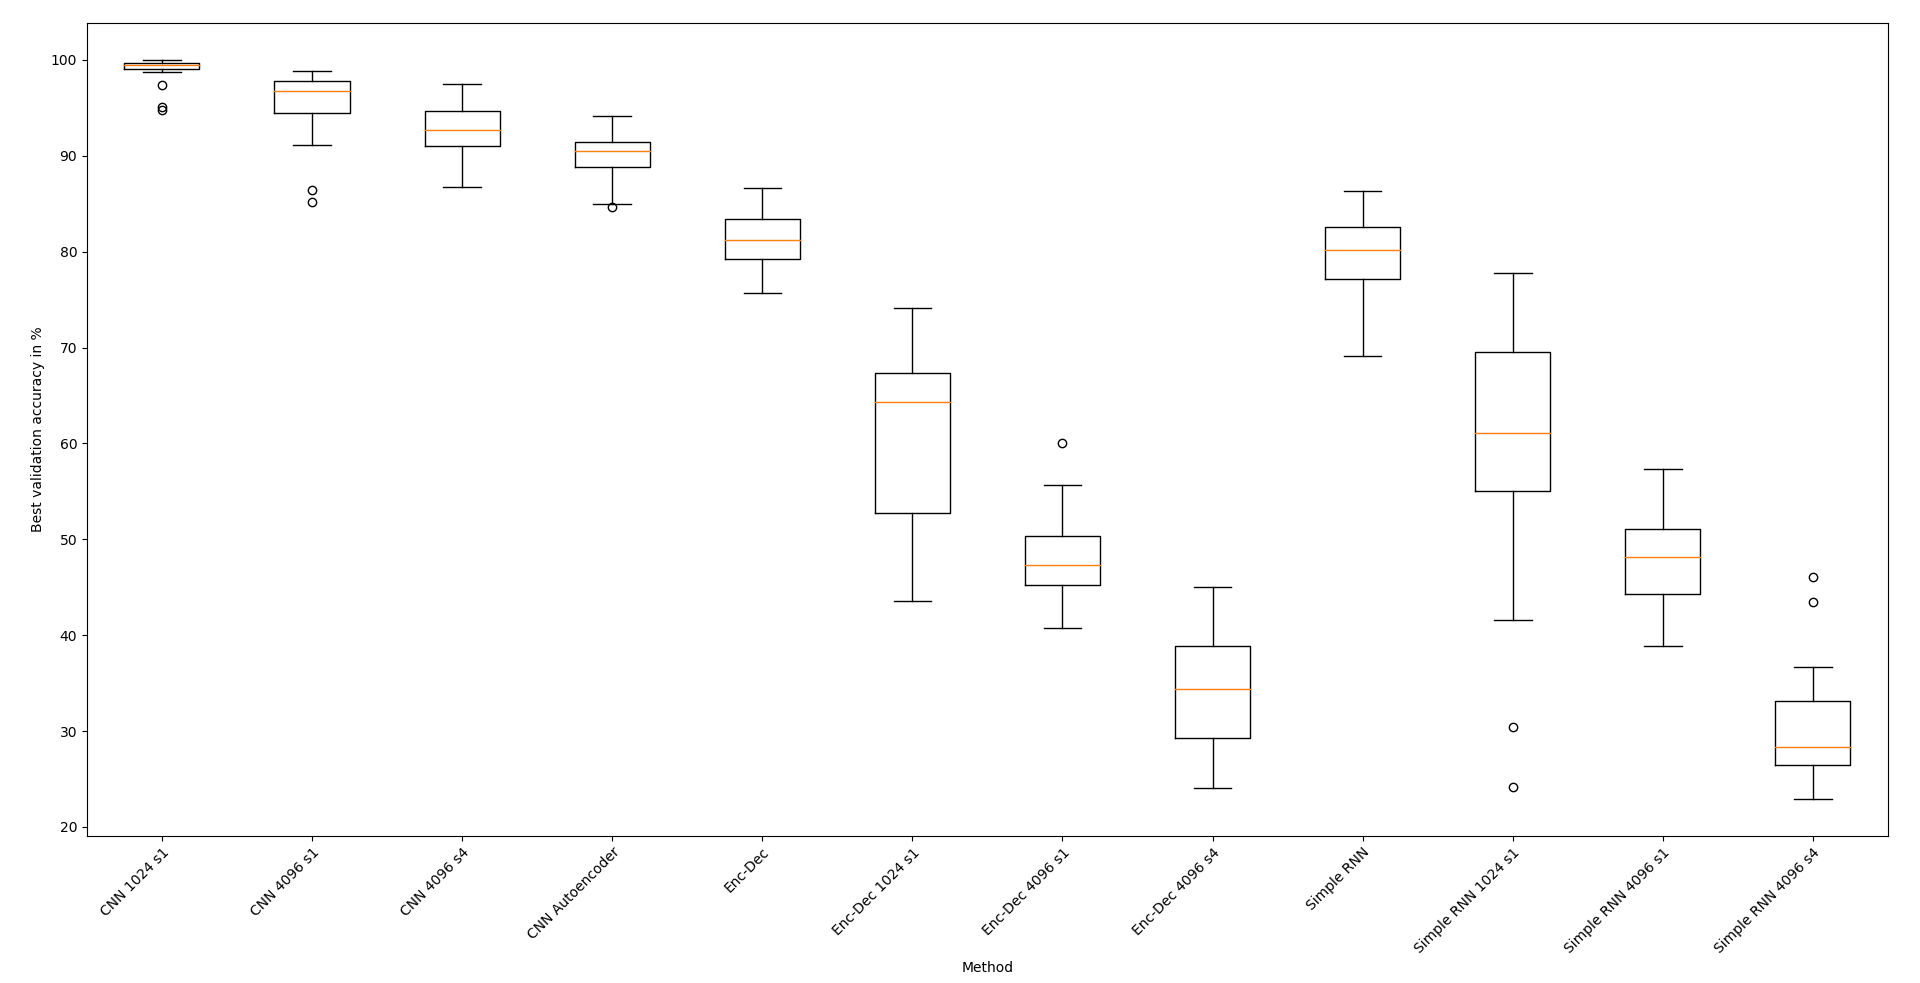 100
90
80
70
60
50
40
30
20
Best validation accuracy in %
CNN 1024 s1
CNN 4096 s1
CNN 4096 s4
CNN Autoencoder
Enc-Dec
Enc-Dec 1024 s1
Enc-Dec 4096 s1
Enc-Dec 4096 s4
Simple RNN
Simple RNN 1024 s1
Simple RNN 4096 s1
Simple RNN 4096 s4
Method